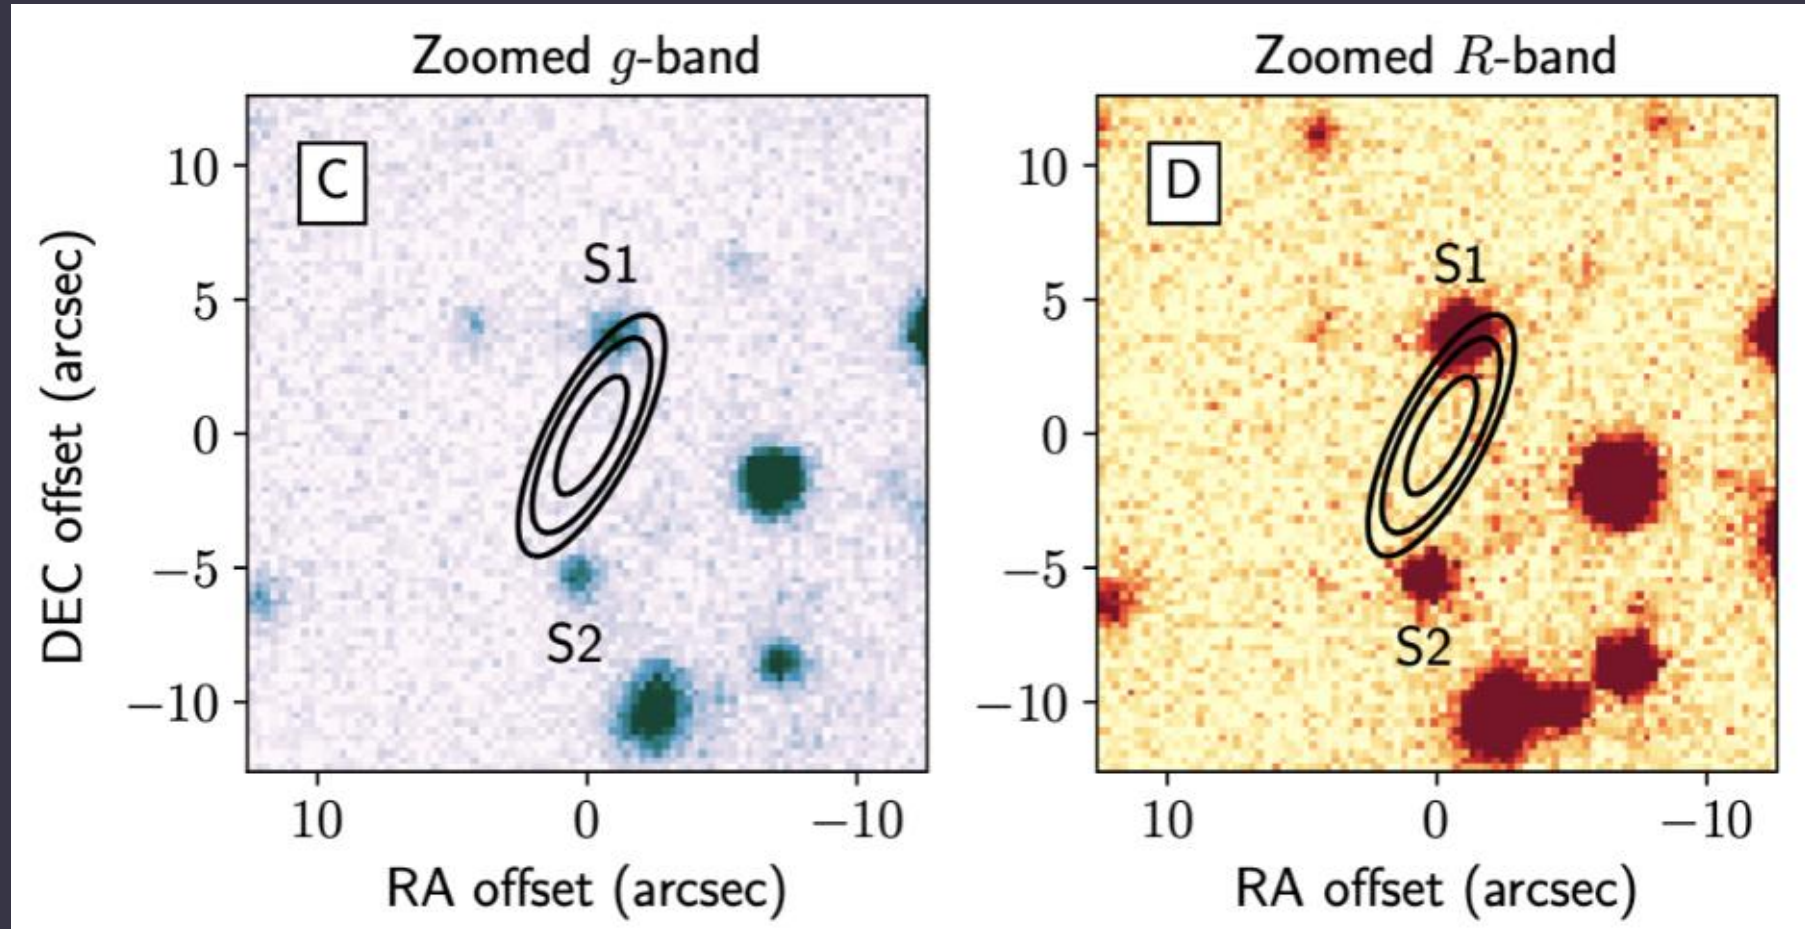 Zoomed g-band
C
S1
S2
10
5
0
−5
−10
DEC offset (arcsec)
10
0
−10
RA offset (arcsec)
Zoomed R-band
D
S1
S2
10
5
0
−5
−10
10
0
−10
RA offset (arcsec)